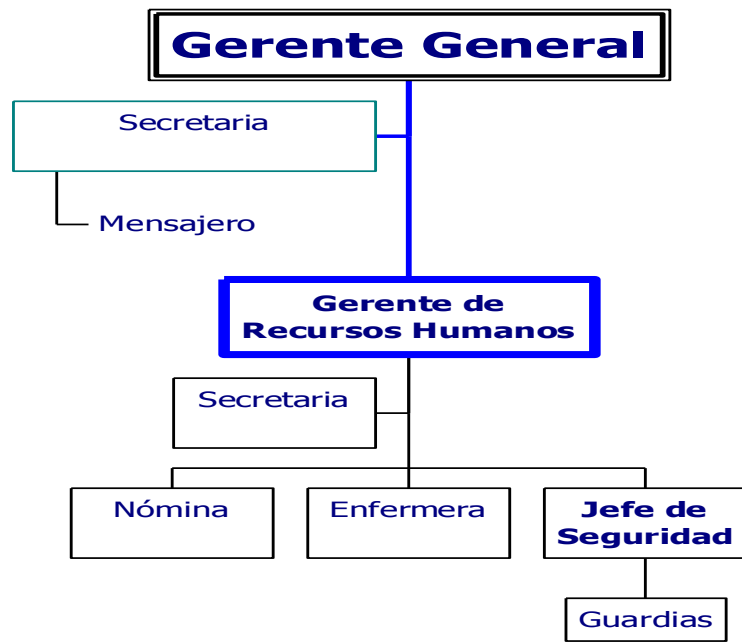 Gerente General
Secretaria
Mensajero
Gerente de
Recursos Humanos
Secretaria
Nómina
Enfermera
Jefe de
Seguridad
Guardias